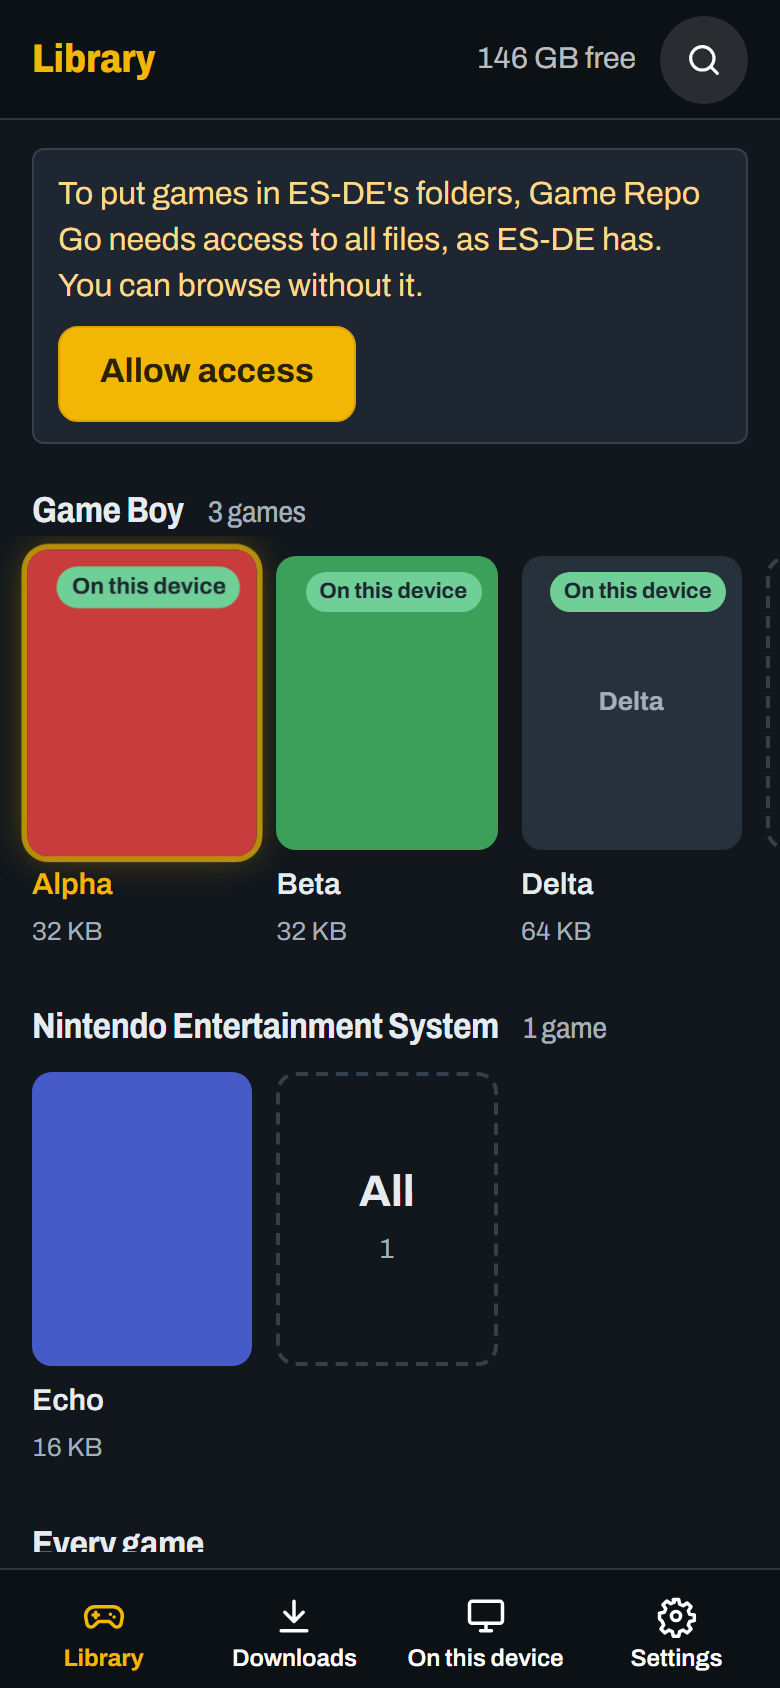 Library
146 GB free
To put games in ES-DE's folders, Game Repo
Go needs access to all files, as ES-DE has.
You can browse without it.
Allow access
Game Boy 3 games
On this device
On this device
On this device
Delta
Alpha
Beta
Delta
32 KB
32 KB
64 KB
Nintendo Entertainment System 1 game
All
1
Echo
16 KB
Every game
Library
Downloads
On this device
Settings